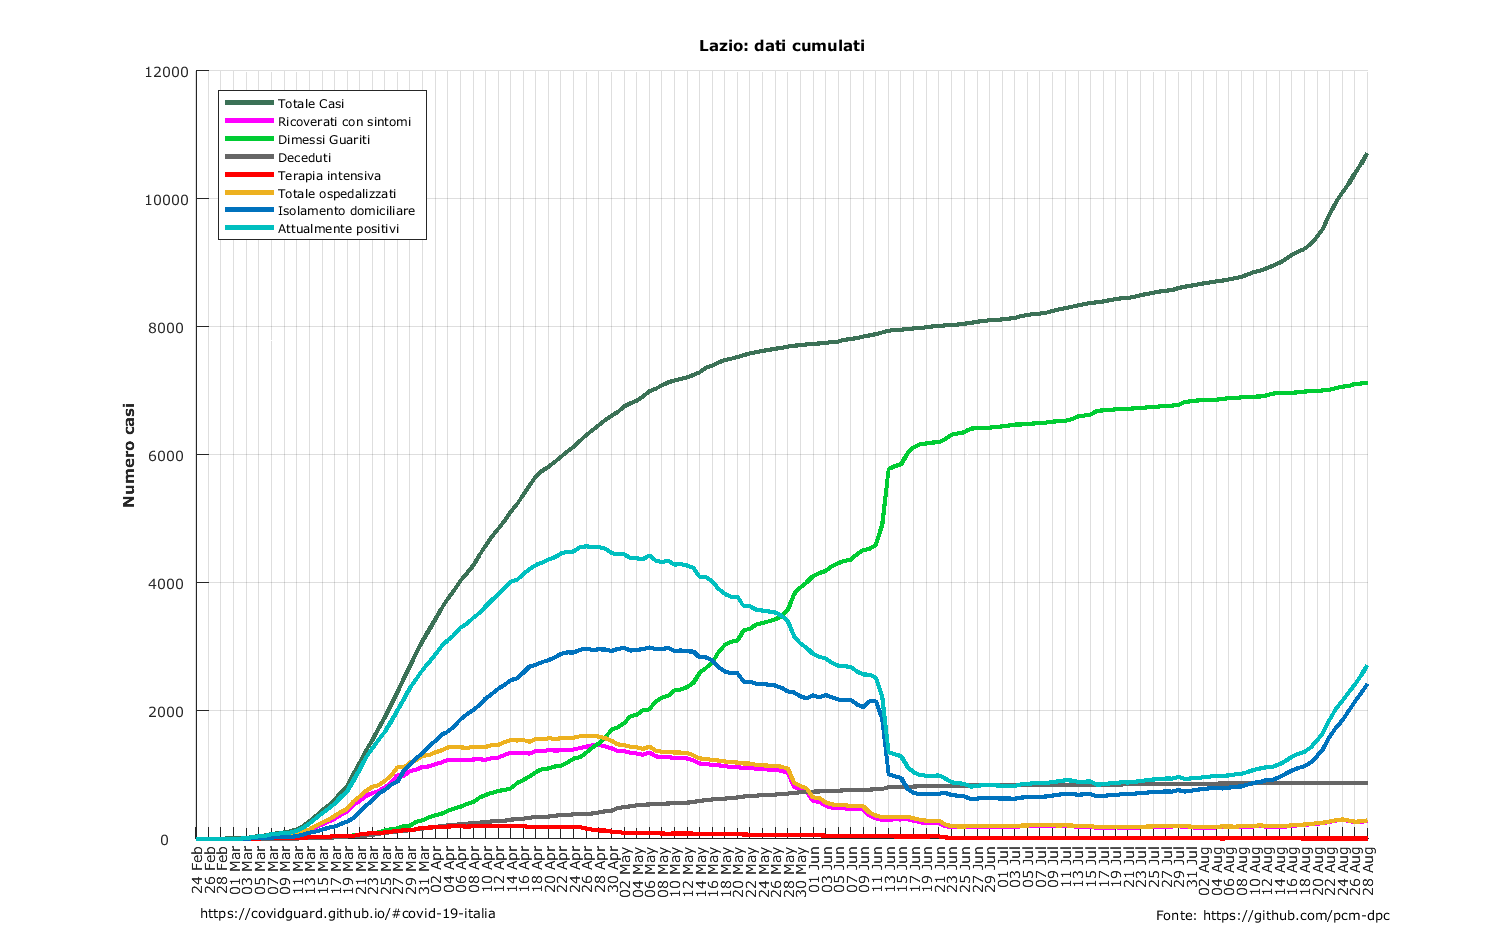 Lazio: dati cumulati
Numero casi
12000
10000
8000
6000
4000
2000
0
Totale Casi
Ricoverati con sintomi
Dimessi Guariti
Deceduti
Terapia intensiva
Totale ospedalizzati
Isolamento domiciliare
Attualmente positivi
24 Feb
26 Feb
28 Feb
01 Mar
03 Mar
05 Mar
07 Mar
09 Mar
11 Mar
13 Mar
15 Mar
17 Mar
19 Mar
21 Mar
23 Mar
25 Mar
27 Mar
29 Mar
31 Mar
02 Apr
04 Apr
06 Apr
08 Apr
10 Apr
12 Apr
14 Apr
16 Apr
18 Apr
20 Apr
22 Apr
24 Apr
26 Apr
28 Apr
30 Apr
02 May
04 May
06 May
08 May
10 May
12 May
14 May
16 May
18 May
20 May
22 May
24 May
26 May
28 May
30 May
01 Jun
03 Jun
05 Jun
07 Jun
09 Jun
11 Jun
13 Jun
15 Jun
17 Jun
19 Jun
21 Jun
23 Jun
25 Jun
27 Jun
29 Jun
01 Jul
03 Jul
05 Jul
07 Jul
09 Jul
11 Jul
13 Jul
15 Jul
17 Jul
19 Jul
21 Jul
23 Jul
25 Jul
27 Jul
29 Jul
31 Jul
02 Aug
04 Aug
06 Aug
08 Aug
10 Aug
12 Aug
14 Aug
16 Aug
18 Aug
20 Aug
22 Aug
24 Aug
26 Aug
28 Aug
https://covidguard.github.io/#covid-19-italia
Fonte: https://github.com/pcm-dpc